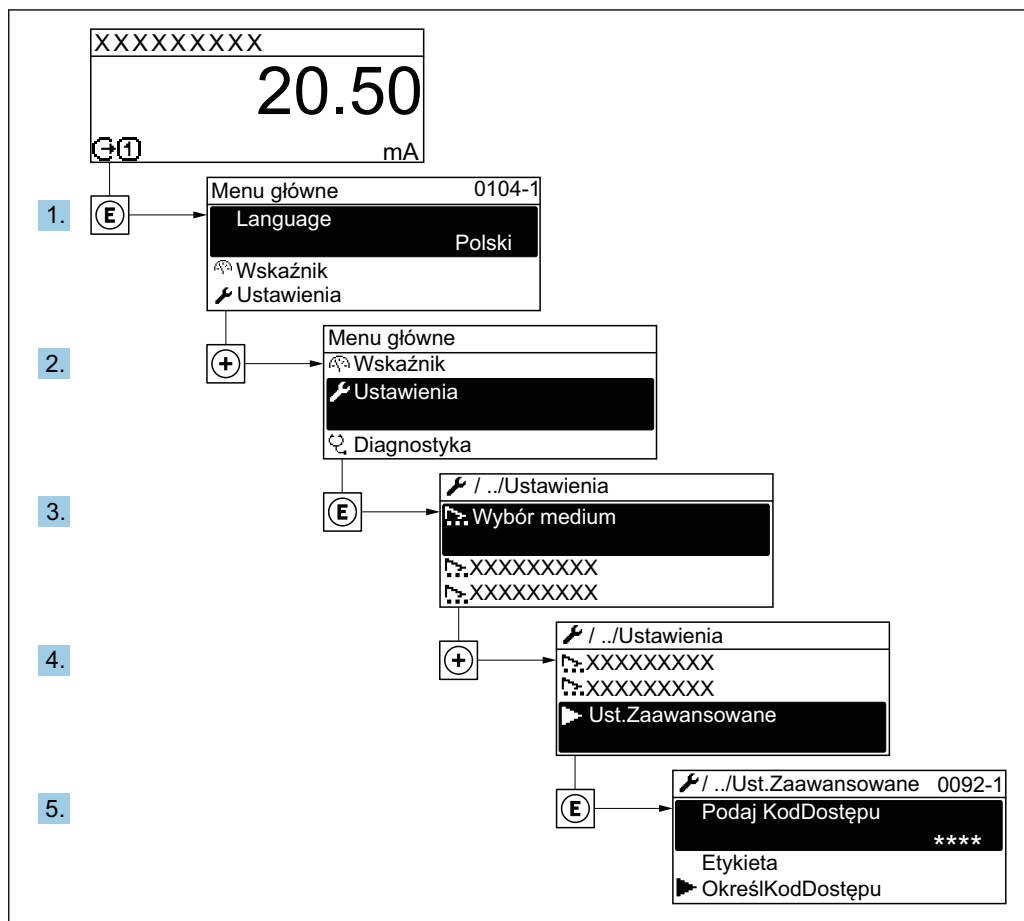 XXXXXXXXX
20.50
1 mA
1. E Menu główne 0104-1
Language
Polski
Wskaźnik
Ustawienia
2. + Menu główne
Wskaźnik
Ustawienia
Diagnostyka
3. E / ../Ustawienia
Wybór medium
XXXXXXXXX
XXXXXXXXX
4. + / ../Ustawienia
XXXXXXXXX
XXXXXXXXX
Ust.Zaawansowane
5. E / ../Ust.Zaawansowane 0092-1
Podaj KodDostępu
****
Etykieta
OkreślKodDostępu